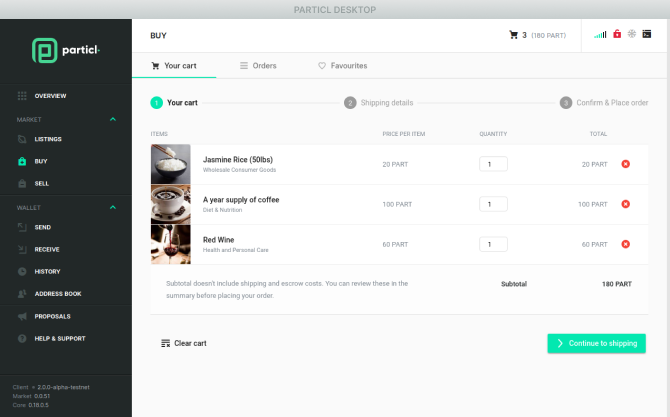 PARTICL DESKTOP
particl
BUY
3 (180 PART)
Your cart
Orders
Favourites
OVERVIEW
MARKET
LISTINGS
BUY
SELL
WALLET
SEND
RECEIVE
HISTORY
ADDRESS BOOK
PROPOSALS
HELP & SUPPORT
Client 2.0.0-alpha-testnet
Market 0.0.51
Core 0.18.0.5
1 Your cart
2 Shipping details
3 Confirm & Place order
ITEMS PRICE PER ITEM QUANTITY TOTAL
Jasmine Rice (50lbs)
Wholesale Consumer Goods
20 PART 1 20 PART
A year supply of coffee
Diet & Nutrition
100 PART 1 100 PART
Red Wine
Health and Personal Care
60 PART 1 60 PART
Subtotal doesn't include shipping and escrow costs. You can review these in the
summary before placing your order.
Subtotal 180 PART
Clear cart
Continue to shipping